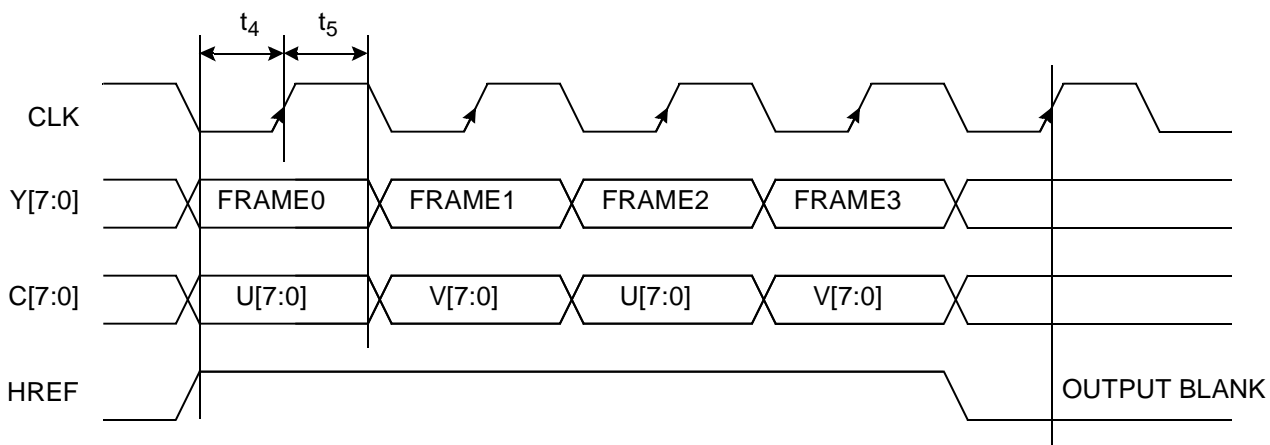 t4 t5
CLK
Y[7:0] FRAME0 FRAME1 FRAME2 FRAME3
C[7:0] U[7:0] V[7:0] U[7:0] V[7:0]
HREF OUTPUT BLANK